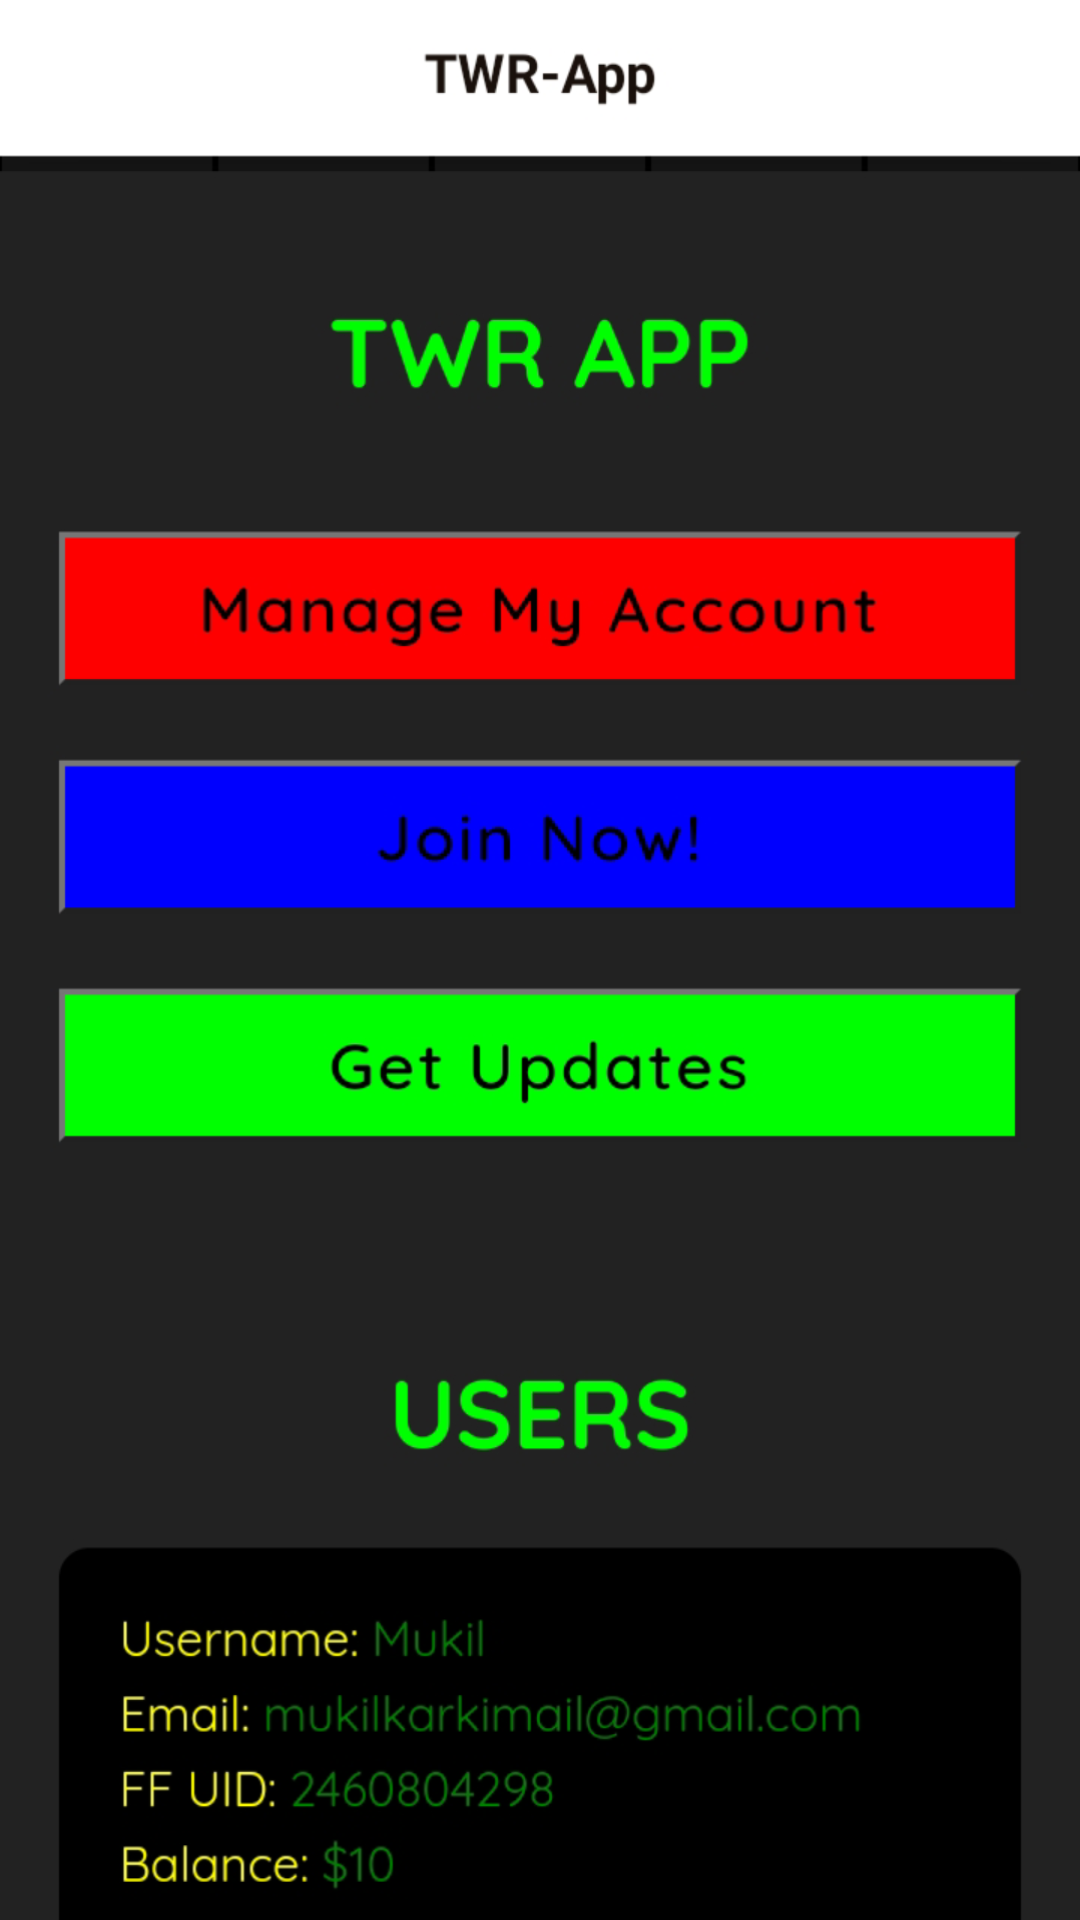 TWR-App
TWR APP
Manage My Account
Join Now!
Get Updates
USERS
Username: Mukil
Email: mukilkarkimail@gmail.com
FF UID: 2460804298
Balance: $10